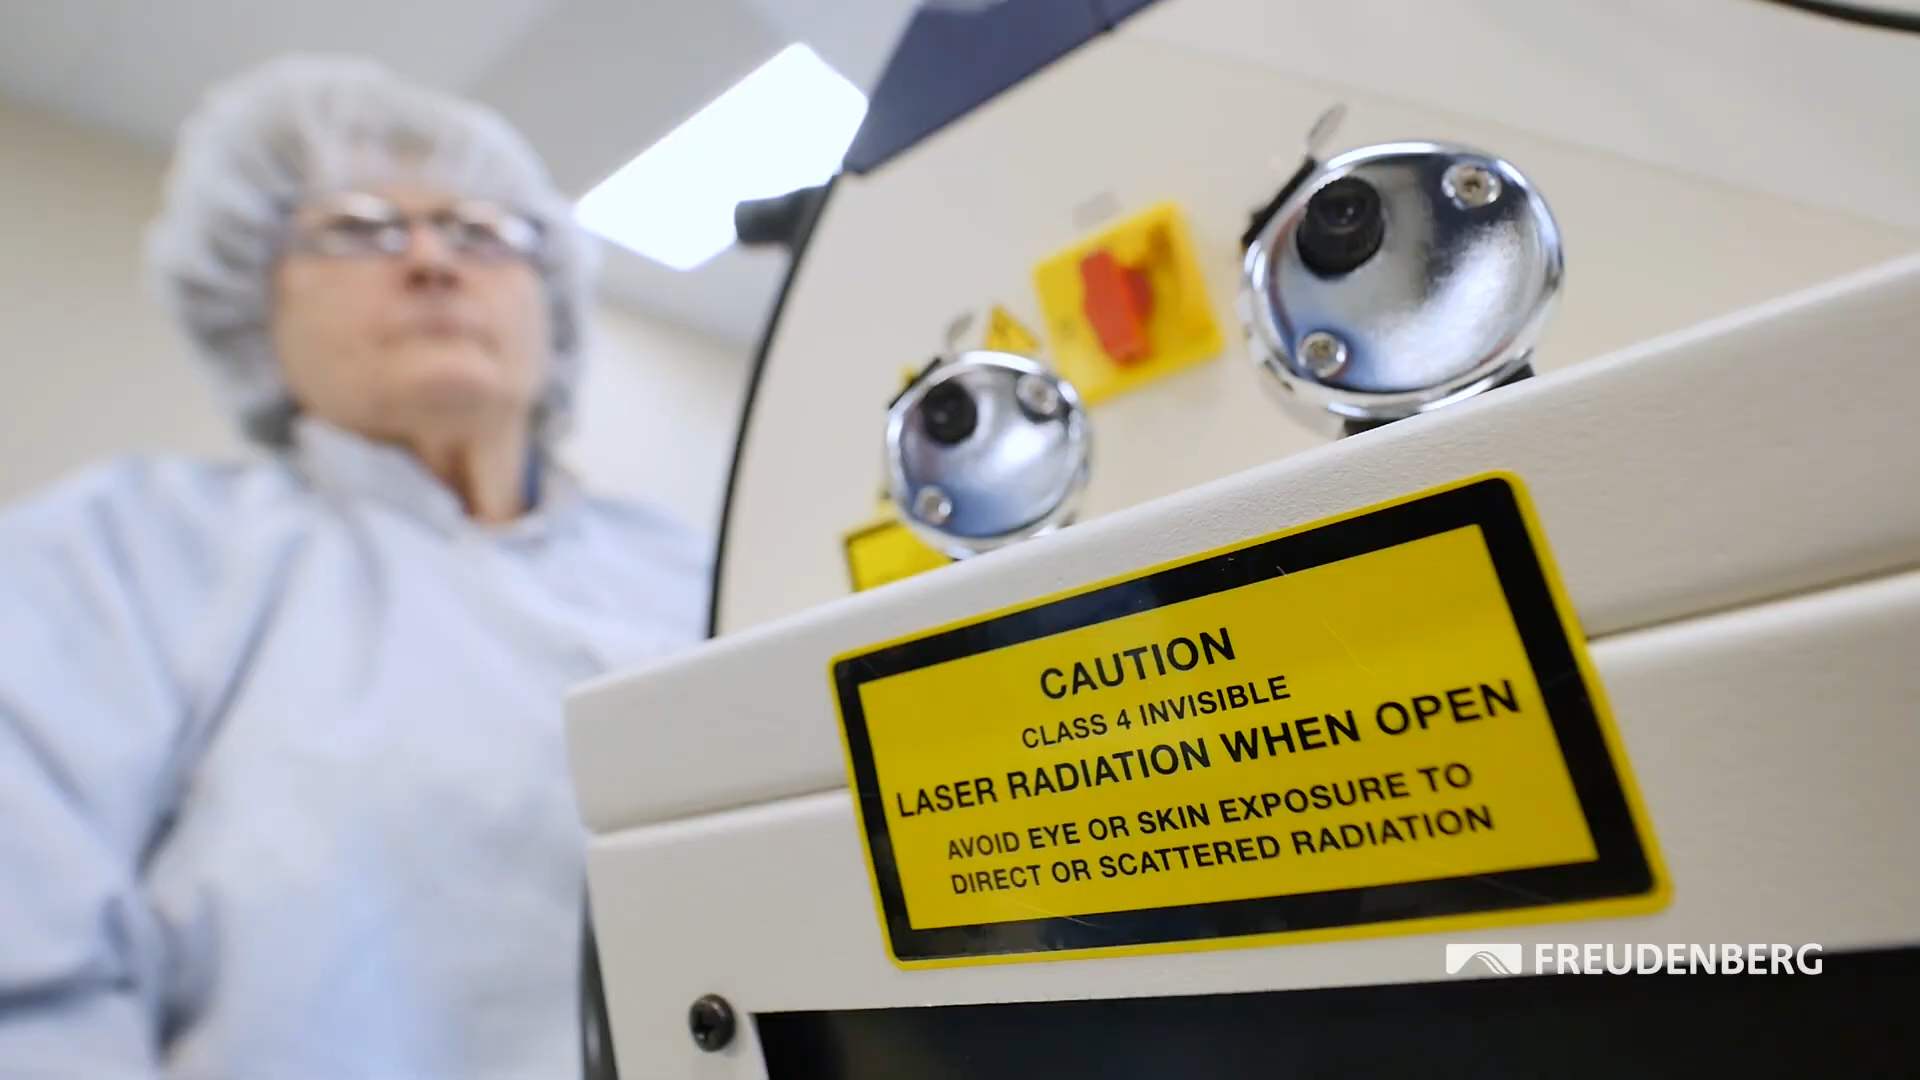 CAUTION
CLASS 4 INVISIBLE
LASER RADIATION WHEN OPEN
AVOID EYE OR SKIN EXPOSURE TO
DIRECT OR SCATTERED RADIATION
FREUDENBERG